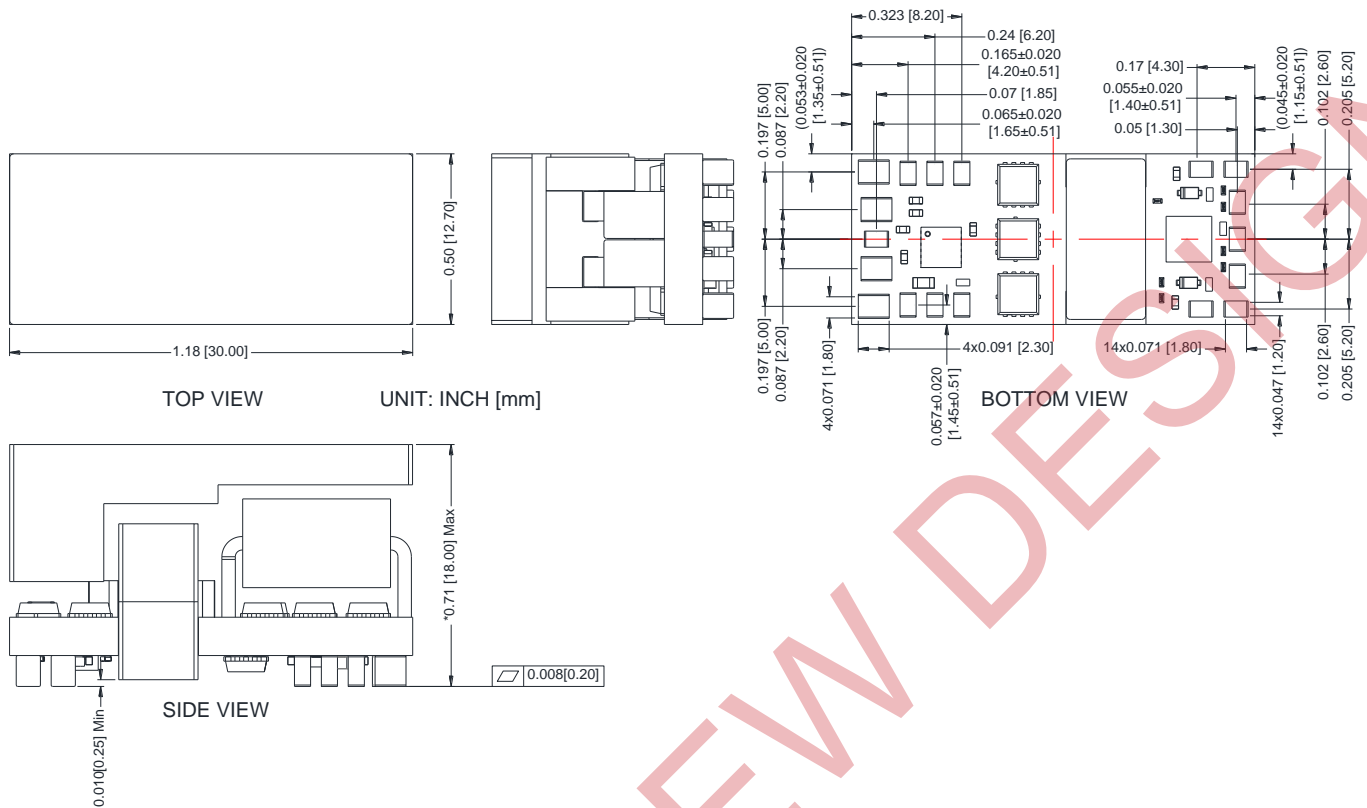 0.50 [12.70]
1.18 [30.00]
TOP VIEW
UNIT: INCH [mm]
0.323 [8.20]
0.24 [6.20]
0.165±0.020
[4.20±0.51]
0.07 [1.85]
0.065±0.020
[1.65±0.51]
0.197 [5.00]
0.087 [2.20]
(0.053±0.020
[1.35±0.51])
0.17 [4.30]
0.055±0.020
[1.40±0.51]
0.05 [1.30]
(0.045±0.020
[1.15±0.51])
0.102 [2.60]
0.205 [5.20]
0.197 [5.00]
0.087 [2.20]
4x0.071 [1.80]
4x0.091 [2.30]
0.057±0.020
[1.45±0.51]
14x0.071 [1.80]
14x0.047 [1.20]
0.102 [2.60]
0.205 [5.20]
BOTTOM VIEW
*0.71 [18.00] Max
0.008[0.20]
0.010[0.25] Min
SIDE VIEW
EW DESIGN